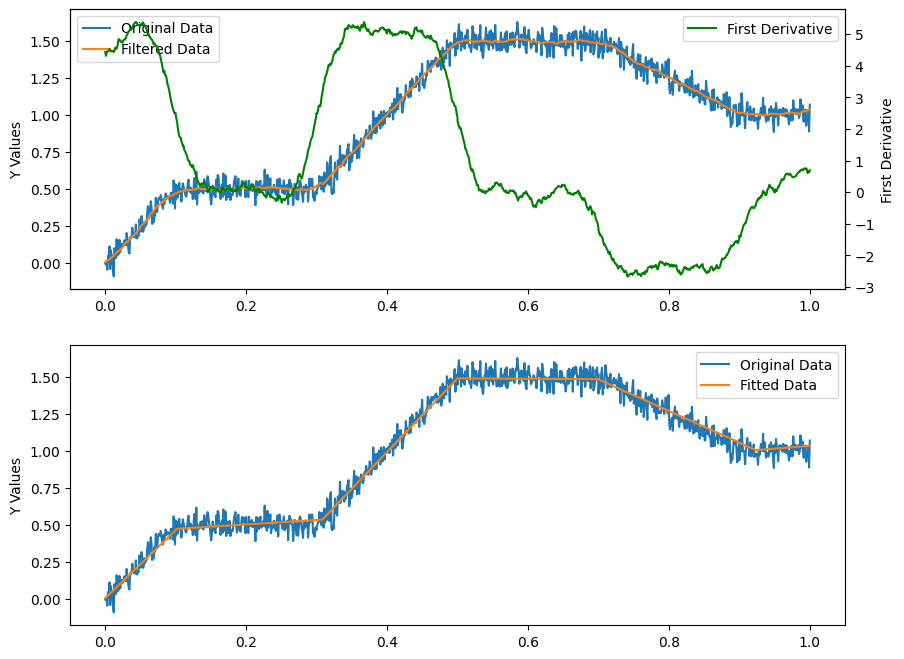 Original Data
Filtered Data
First Derivative
1.50
1.25
1.00
0.75
0.50
0.25
0.00
Y Values
5
4
3
2
1
0
−1
−2
−3
First Derivative
0.0 0.2 0.4 0.6 0.8 1.0
Original Data
Fitted Data
1.50
1.25
1.00
0.75
0.50
0.25
0.00
Y Values
0.0 0.2 0.4 0.6 0.8 1.0